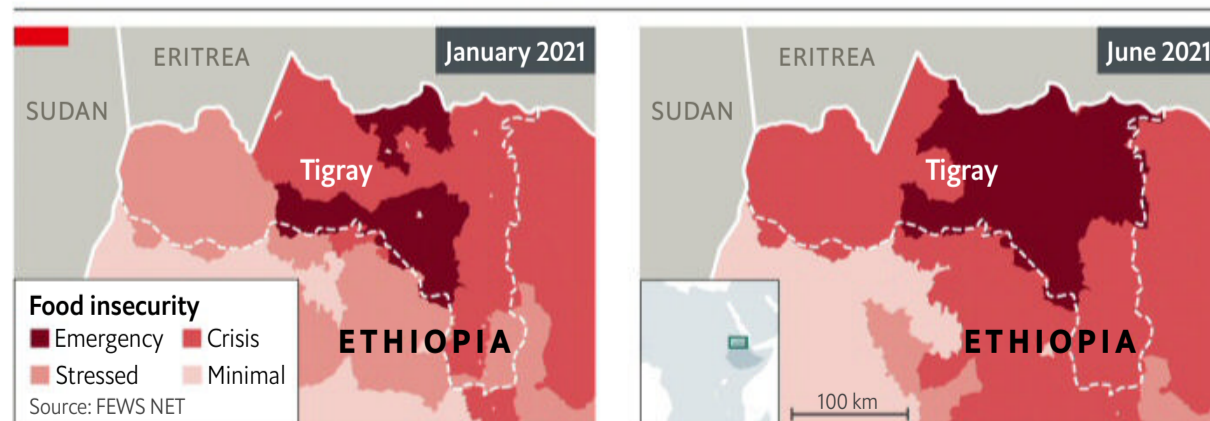 January 2021
ERITREA
SUDAN
Tigray
ETHIOPIA
Food insecurity
Emergency Crisis
Stressed Minimal
Source: FEWS NET
June 2021
ERITREA
SUDAN
Tigray
ETHIOPIA
100 km